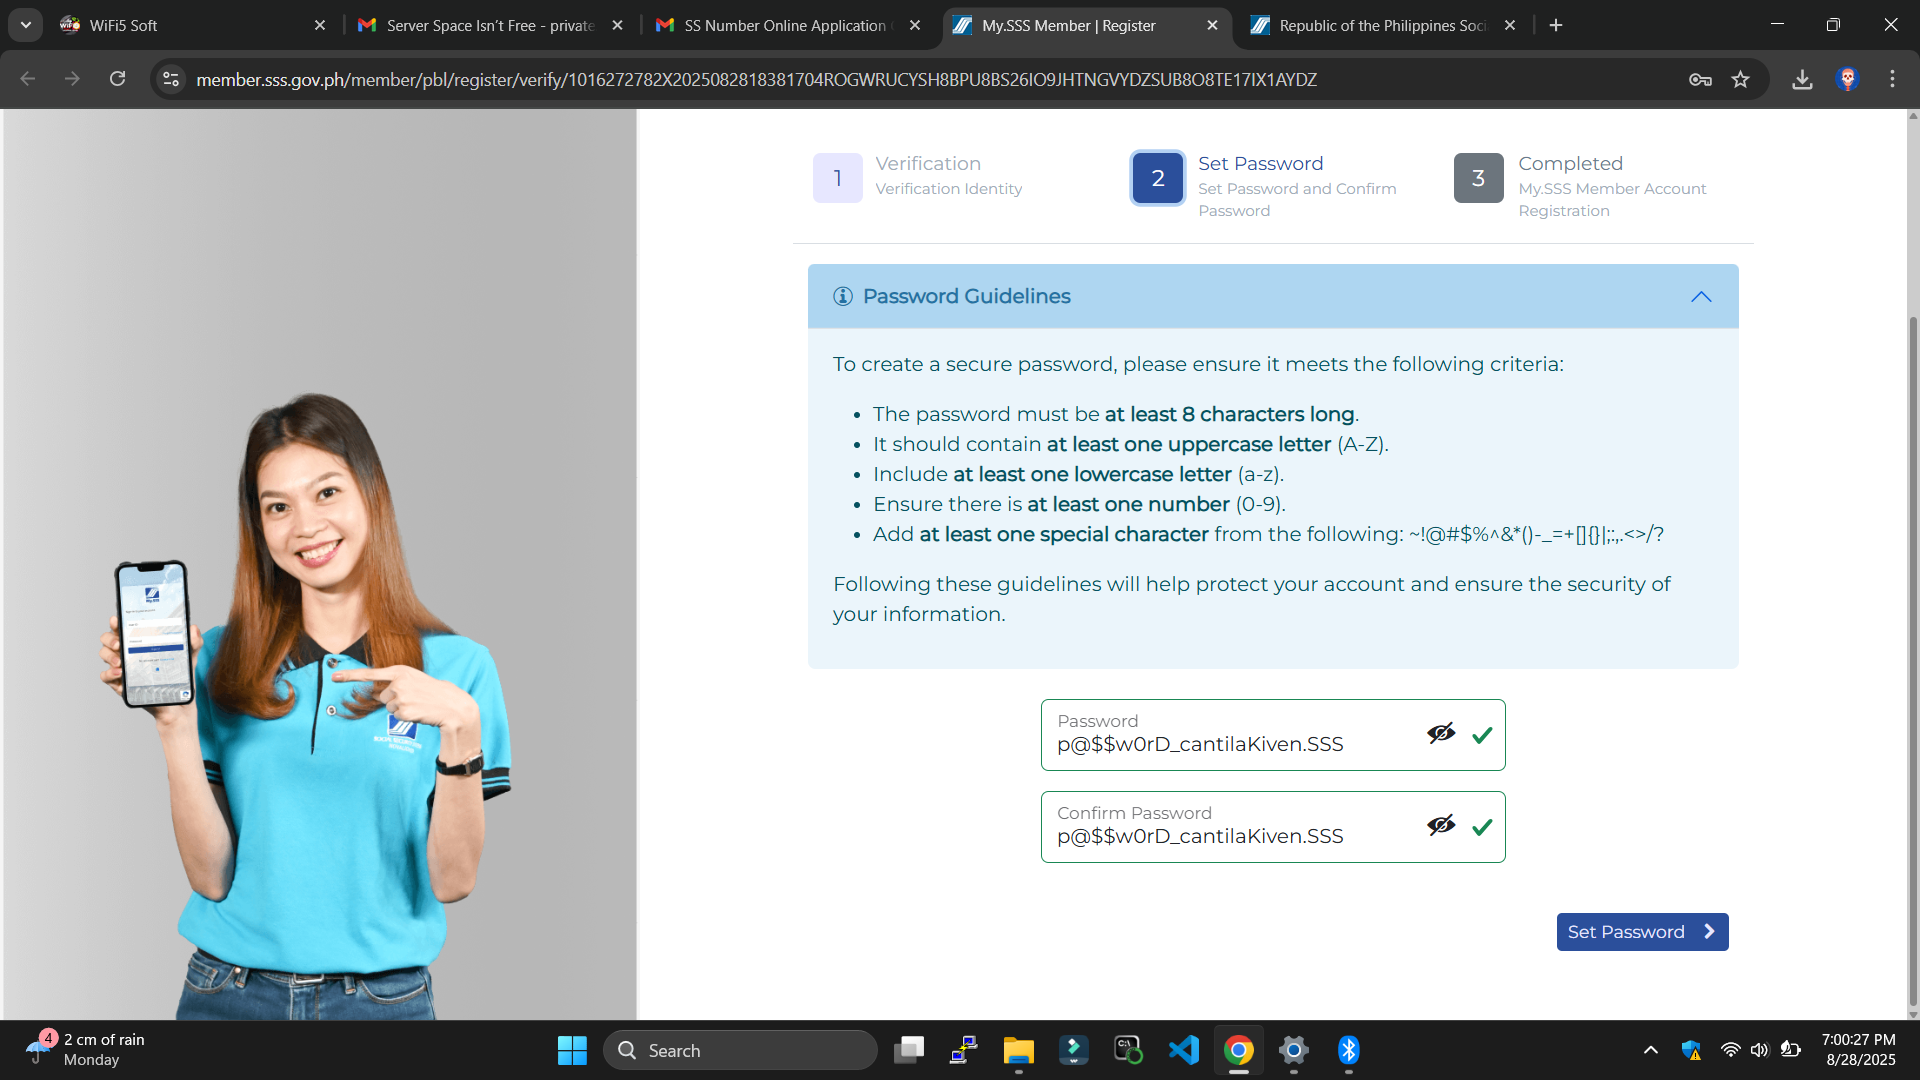 WiFi5 Soft
Server Space Isn't Free - private
SS Number Online Application
My.SSS Member | Register
Republic of the Philippines Soci
member.sss.gov.ph/member/pbl/register/verify/1016272782X2025082818381704ROGWRUCYSH8BPU8BS26IO9JHTNGVYDZSUB8O8TE17IX1AYDZ
1
Verification
Verification Identity
2
Set Password
Set Password and Confirm
Password
3
Completed
My.SSS Member Account
Registration
Password Guidelines
To create a secure password, please ensure it meets the following criteria:
• The password must be at least 8 characters long.
• It should contain at least one uppercase letter (A-Z).
• Include at least one lowercase letter (a-z).
• Ensure there is at least one number (0-9).
• Add at least one special character from the following: ~!@#$%^&*()-_=+[]{}|;:,.<>/?
Following these guidelines will help protect your account and ensure the security of
your information.
Password
p@$$w0rD_cantilaKiven.SSS
Confirm Password
p@$$w0rD_cantilaKiven.SSS
Set Password
4
2 cm of rain
Monday
Search
7:00:27 PM
8/28/2025